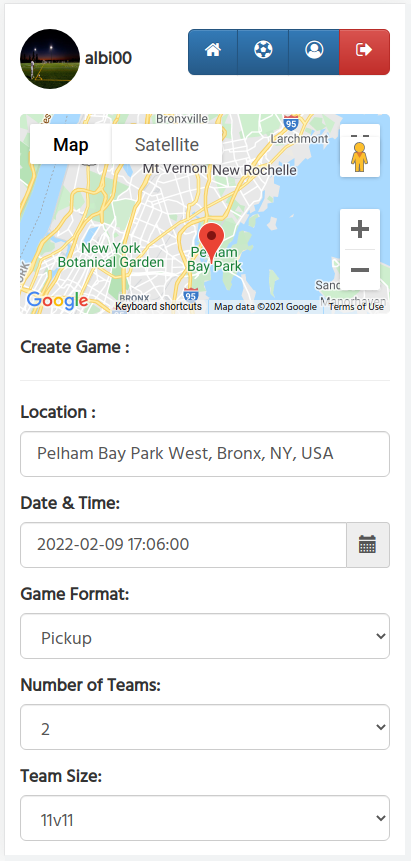 albi00
Bronxville
95
Larchmont
Map
Satellite
Mt Vernon
New Rochelle
New York
Botanical Garden
Pelham
Bay Park
BRONX
95
Sand
Manorhaven
Google
Keyboard shortcuts
Map data ©2021 Google
Terms of Use
Create Game :
Location :
Pelham Bay Park West, Bronx, NY, USA
Date & Time:
2022-02-09 17:06:00
Game Format:
Pickup
Number of Teams:
2
Team Size:
11v11